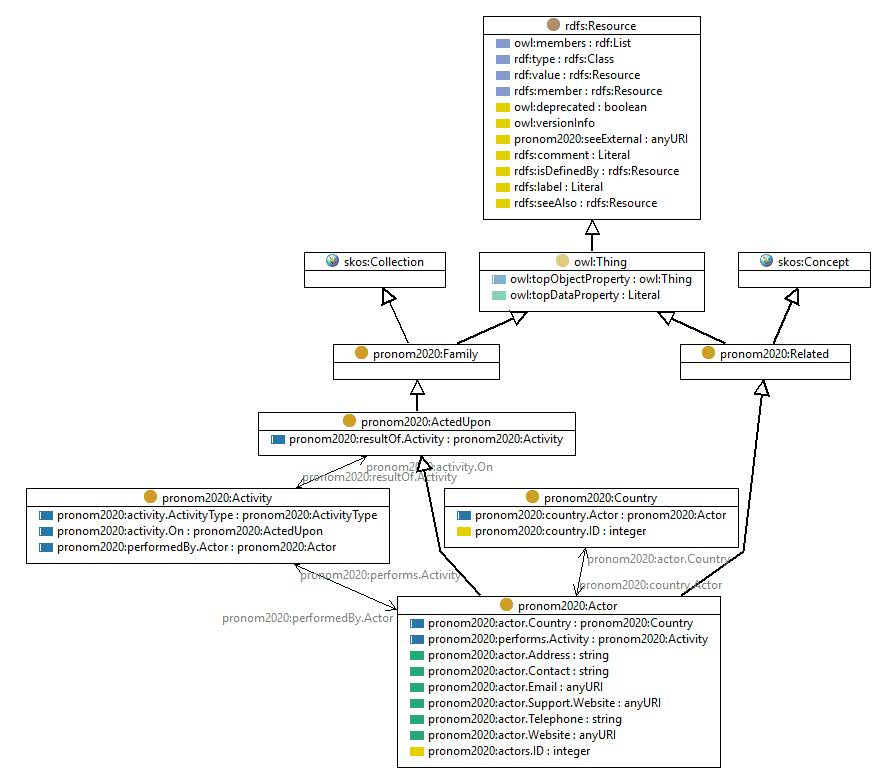 rdfs:Resource
owl:members : rdf:List
rdf:type : rdfs:Class
rdf:value : rdfs:Resource
rdfs:member : rdfs:Resource
owl:deprecated : boolean
owl:versionInfo
pronom2020:seeExternal : anyURI
rdfs:comment : Literal
rdfs:isDefinedBy : rdfs:Resource
rdfs:label : Literal
rdfs:seeAlso : rdfs:Resource
skos:Collection
owl:Thing
owl:topObjectProperty : owl:Thing
owl:topDataProperty : Literal
skos:Concept
pronom2020:Family
pronom2020:Related
pronom2020:ActedUpon
pronom2020:resultOf.Activity : pronom2020:Activity
pronom2020:activity.On
pronom2020:resultOf.Activity
pronom2020:Activity
pronom2020:activity.ActivityType : pronom2020:ActivityType
pronom2020:activity.On : pronom2020:ActedUpon
pronom2020:performedBy.Actor : pronom2020:Actor
pronom2020:Country
pronom2020:country.Actor : pronom2020:Actor
pronom2020:country.ID : integer
pronom2020:actor.Country
pronom2020:performs.Activity
pronom2020:country.Actor
pronom2020:performedBy.Actor
pronom2020:Actor
pronom2020:actor.Country : pronom2020:Country
pronom2020:performs.Activity : pronom2020:Activity
pronom2020:actor.Address : string
pronom2020:actor.Contact : string
pronom2020:actor.Email : anyURI
pronom2020:actor.Support.Website : anyURI
pronom2020:actor.Telephone : string
pronom2020:actor.Website : anyURI
pronom2020:actors.ID : integer